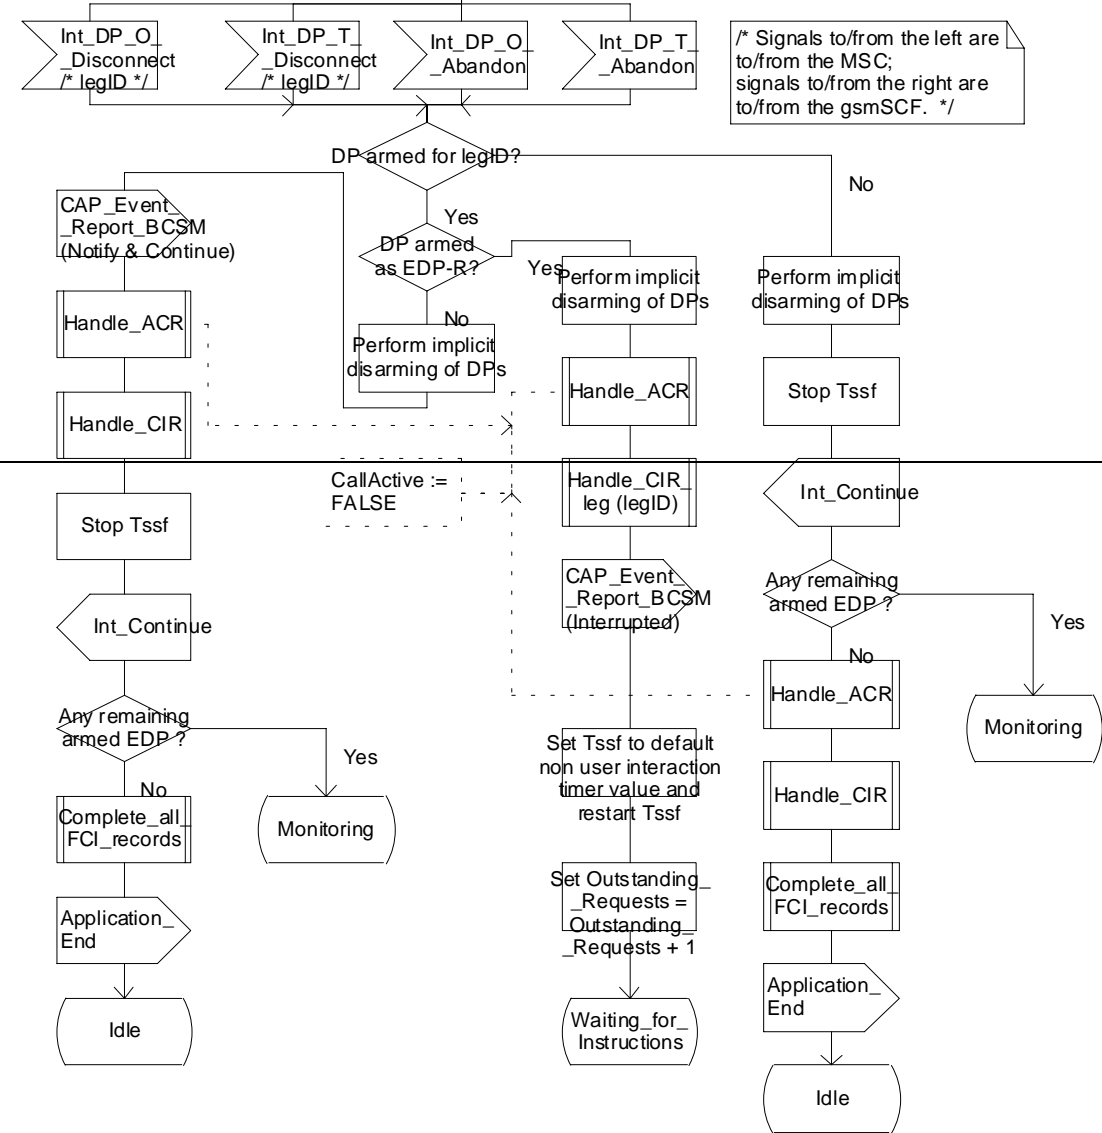 Int_DP_O_
_Disconnect
/* legID */
Int_DP_T_
_Disconnect
/* legID */
Int_DP_O_
_Abandon
Int_DP_T_
_Abandon
/* Signals to/from the left are
to/from the MSC;
signals to/from the right are
to/from the gsmSCF.  */
DP armed for legID?
No
Yes
CAP_Event_
_Report_BCSM
(Notify & Continue)
DP armed
as EDP-R?
Yes
No
Perform implicit
disarming of DPs
Perform implicit
disarming of DPs
Perform implicit
disarming of DPs
Handle_ACR
Handle_ACR
Stop Tssf
Handle_CIR
CallActive :=
FALSE
Handle_CIR_
leg (legID)
Int_Continue
Stop Tssf
CAP_Event_
_Report_BCSM
(Interrupted)
Any remaining
armed EDP ?
Yes
No
Int_Continue
Handle_ACR
Monitoring
Any remaining
armed EDP ?
Yes
No
Set Tssf to default
non user interaction
timer value and
restart Tssf
Handle_CIR
Complete_all_
FCI_records
Monitoring
Set Outstanding_
_Requests =
Outstanding_
_Requests + 1
Complete_all_
FCI_records
Application_
End
Application_
End
Idle
Waiting_for_
Instructions
Idle